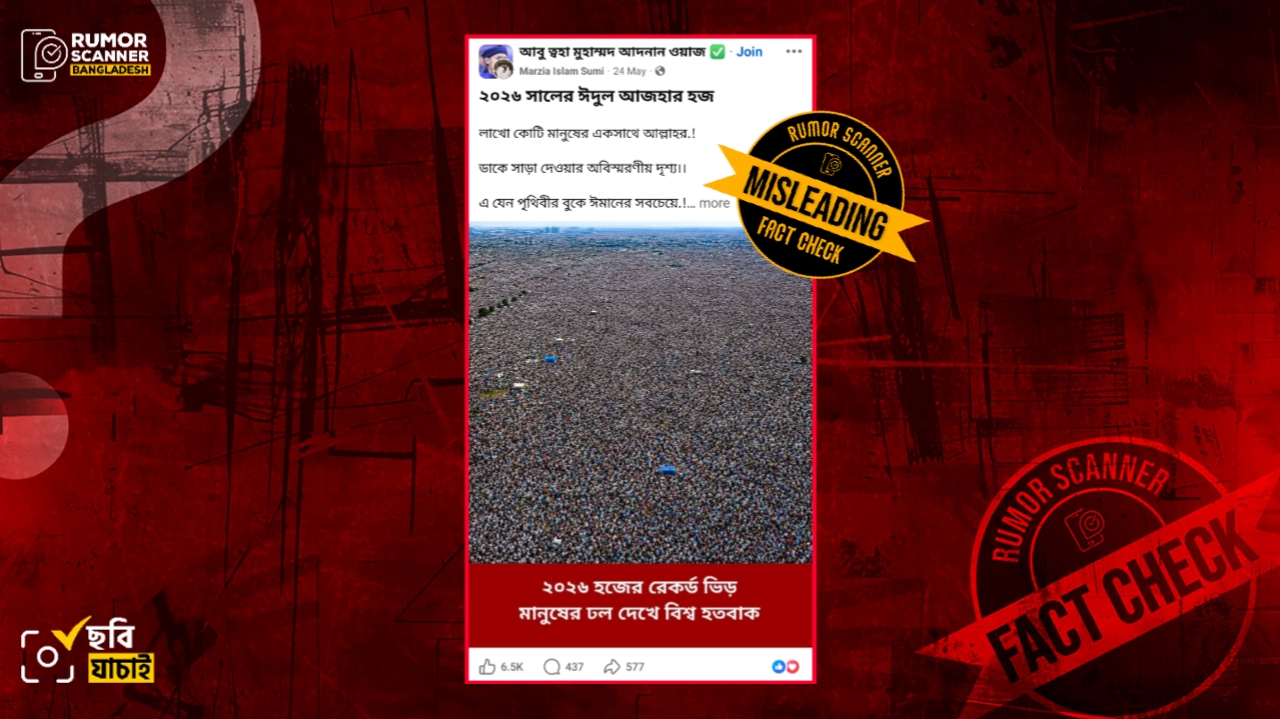 RUMOR
SCANNER
BANGLADESH
আবু ত্বহা মুহাম্মদ আদনান ওয়াজ ✅ · Join
Marzia Islam Sumi · 24 May ·
২০২৬ সালের ঈদুল আজহার হজ
লাখো কোটি মানুষের একসাথে আল্লাহর.!
ডাকে সাড়া দেওয়ার অবিস্মরণীয় দৃশ্য।।
এ যেন পৃথিবীর বুকে ঈমানের সবচেয়ে.!... more
RUMOR SCANNER
MISLEADING
FACT CHECK
২০২৬ হজের রেকর্ড ভিড়
মানুষের ঢল দেখে বিশ্ব হতবাক
6.5K 437 577
ছবি
যাচাই
RUMOR SCANNER
FACT CHECK